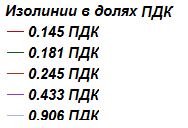 Изолинии в долях ПДК
0.145 ПДК
0.181 ПДК
0.245 ПДК
0.433 ПДК
0.906 ПДК